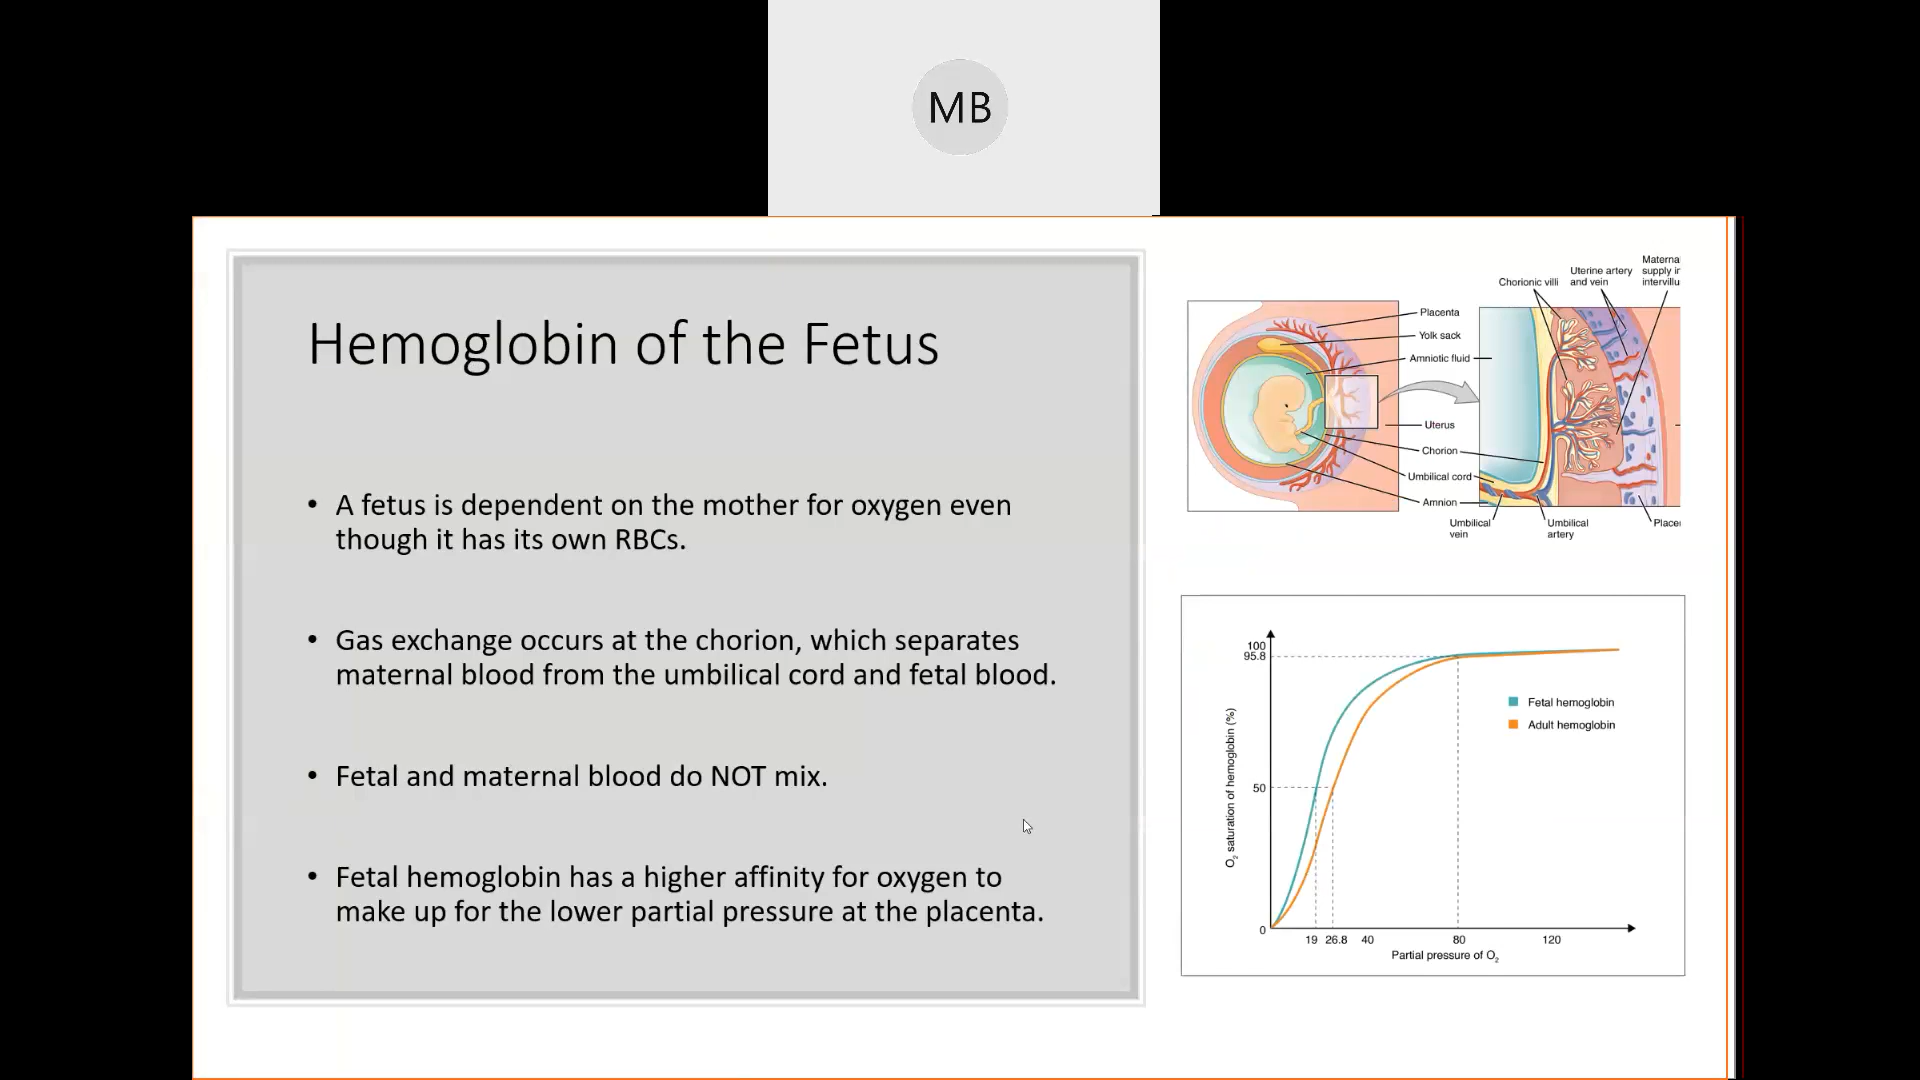 MB
Hemoglobin of the Fetus
• A fetus is dependent on the mother for oxygen even
though it has its own RBCs.
• Gas exchange occurs at the chorion, which separates
maternal blood from the umbilical cord and fetal blood.
• Fetal and maternal blood do NOT mix.
• Fetal hemoglobin has a higher affinity for oxygen to
make up for the lower partial pressure at the placenta.
Placenta
Yolk sack
Amniotic fluid
Uterus
Chorion
Umbilical cord
Amnion
Umbilical
vein
Umbilical
artery
Chorionic villi
Uterine artery
and vein
Materna
supply ir
intervillu
Place
100
95.8
50
0
O2 saturation of hemoglobin (%)
Fetal hemoglobin
Adult hemoglobin
19 26.8 40 80 120
Partial pressure of O2